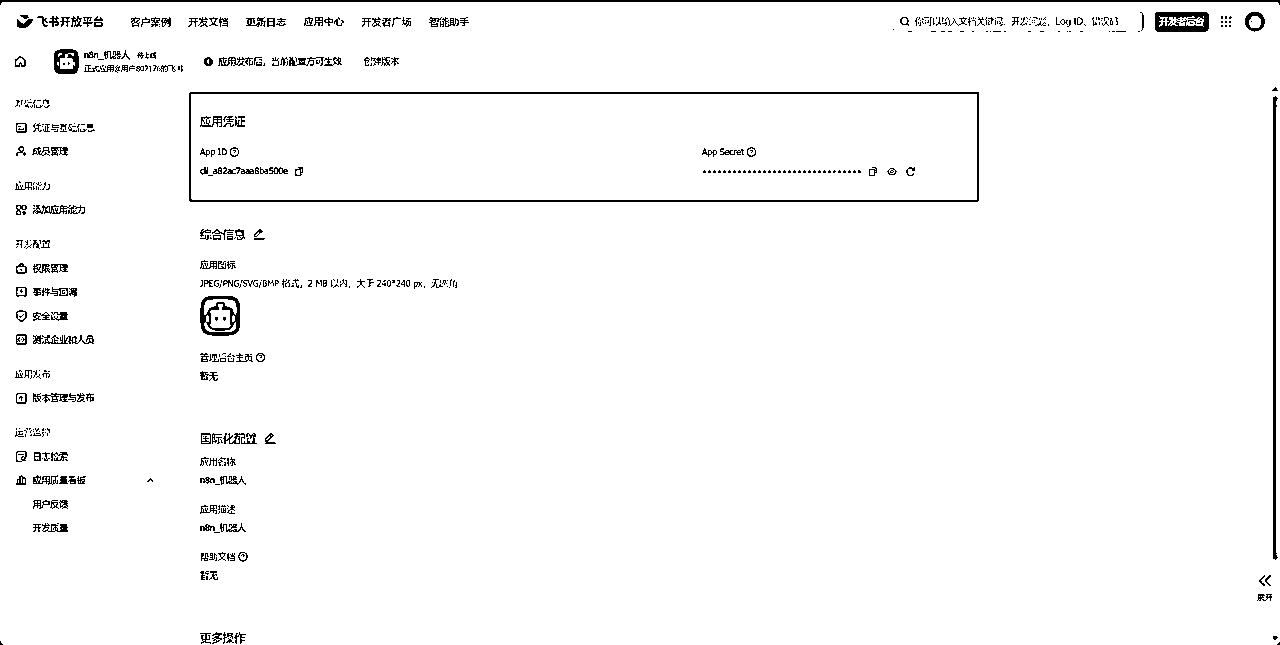 飞书开放平台 客户案例 开发文档 更新日志 应用中心 开发者广场 智能助手 你可以输入文档关键词、开发问题、Log ID、错误码 开发者后台
n8n_机器人 待上线
应用发布后，当前配置方可生效 创建版本
基础信息
凭证与基础信息
成员管理
应用能力
添加应用能力
开发配置
权限管理
事件与回调
安全设置
测试企业和人员
应用发布
版本管理与发布
运营监控
日志检索
应用质量看板
用户反馈
开发质量
应用凭证
App ID
cli_a82ac7aaa8ba500e
App Secret
••••••••••••••••••••••••••••••••
综合信息
应用图标
JPEG/PNG/SVG/BMP 格式，2 MB 以内，大于 240*240 px，无圆角
管理后台主页
暂无
国际化配置
应用名称
n8n_机器人
应用描述
n8n_机器人
帮助文档
暂无
更多操作
展开